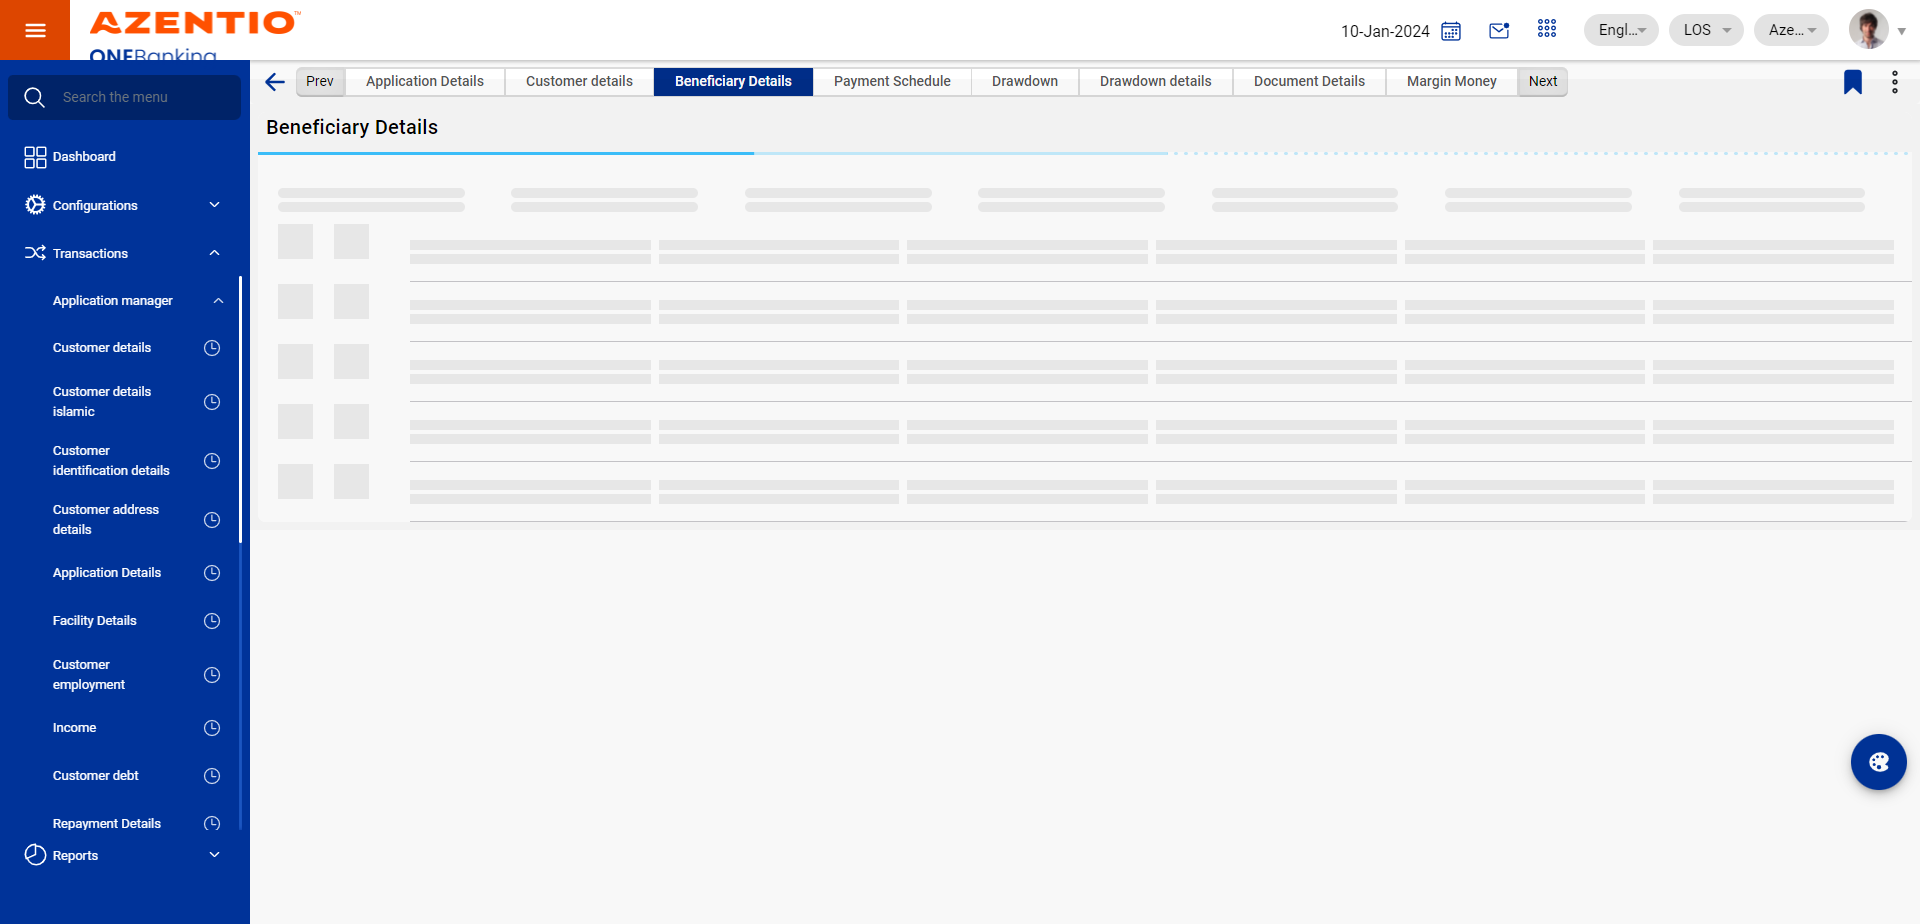 AZENTIO™
ONEBanking
10-Jan-2024
Engl...
LOS
Aze...
Search the menu
Dashboard
Configurations
Transactions
Application manager
Customer details
Customer details
islamic
Customer
identification details
Customer address
details
Application Details
Facility Details
Customer
employment
Income
Customer debt
Repayment Details
Reports
Prev
Application Details
Customer details
Beneficiary Details
Payment Schedule
Drawdown
Drawdown details
Document Details
Margin Money
Next
Beneficiary Details